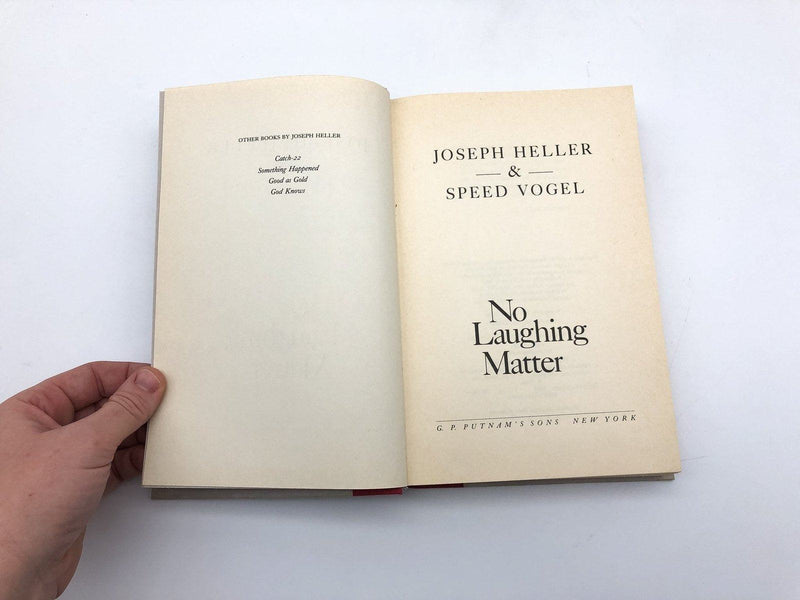 OTHER BOOKS BY JOSEPH HELLER
Catch-22
Something Happened
Good as Gold
God Knows
JOSEPH HELLER
&
SPEED VOGEL
No
Laughing
Matter
G. P. PUTNAM'S SONS NEW YORK